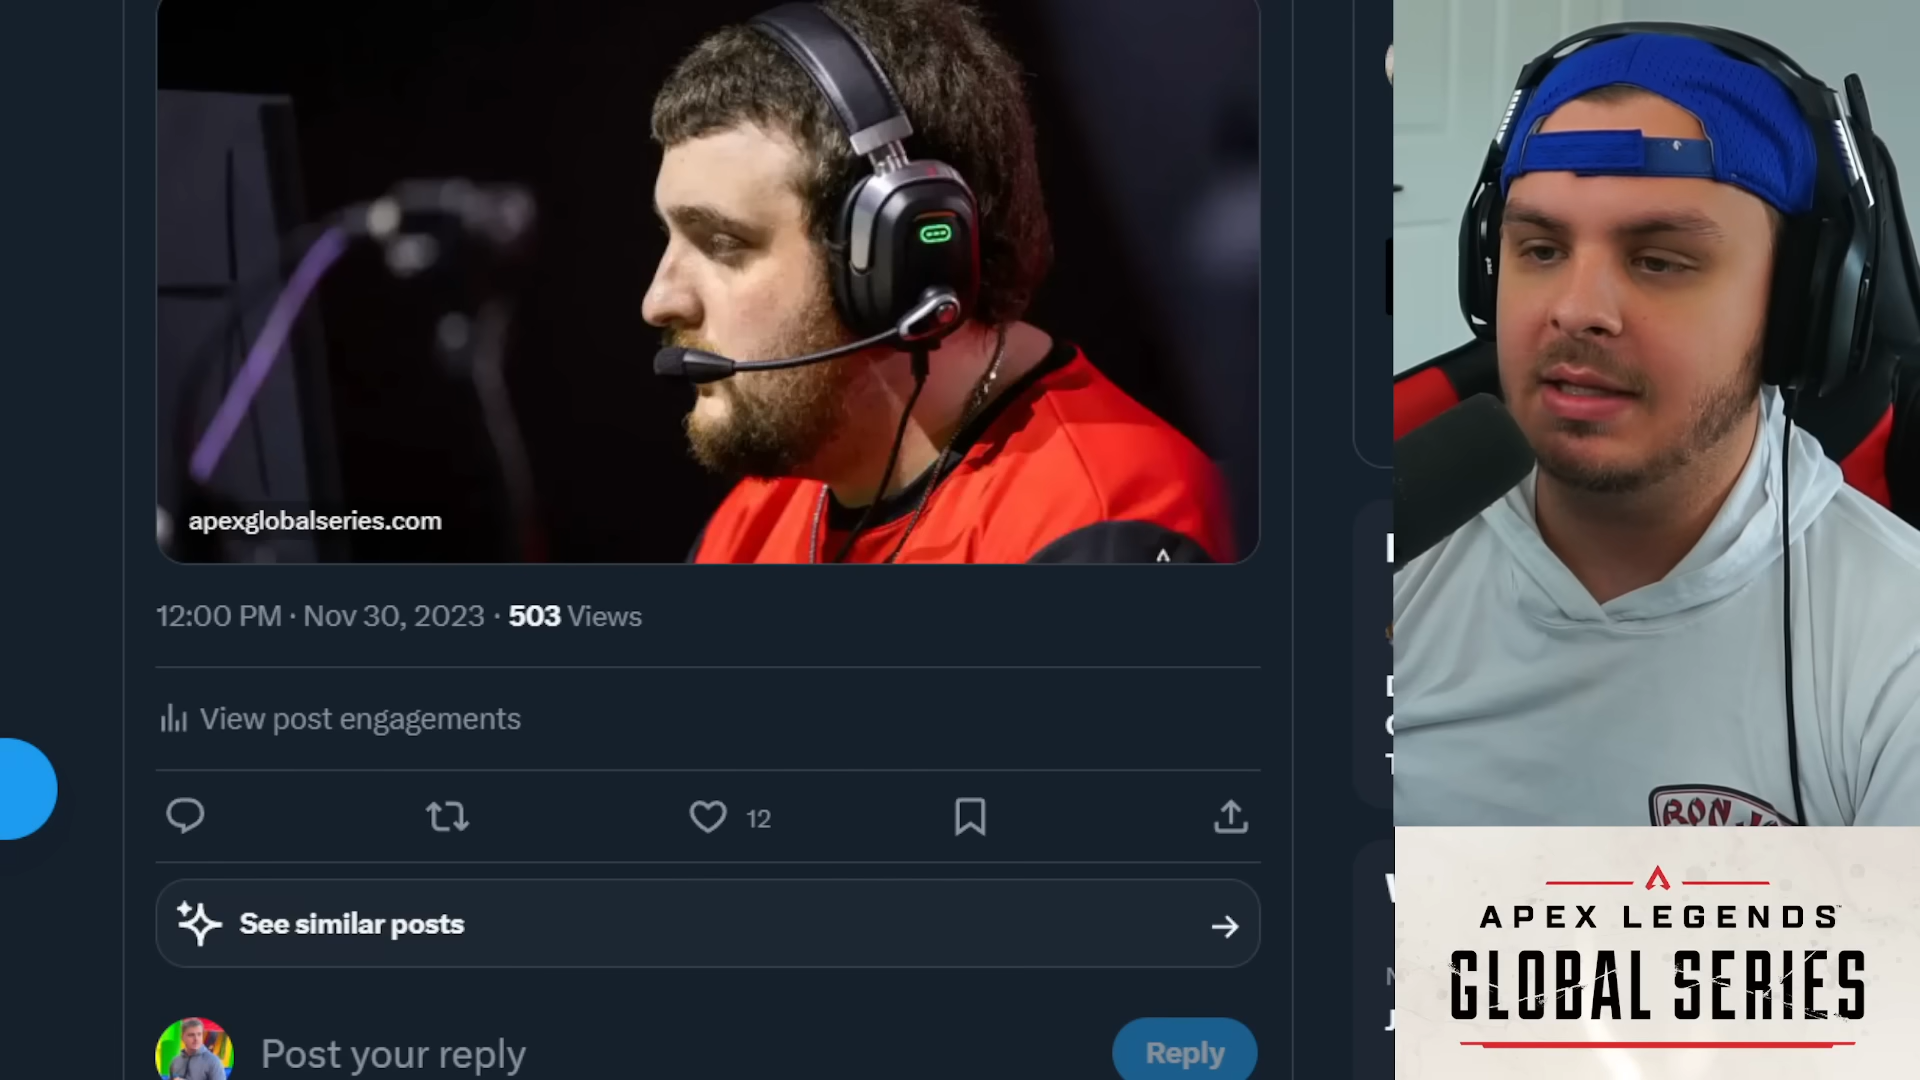 apexglobalseries.com
12:00 PM · Nov 30, 2023 · 503 Views
View post engagements
12
See similar posts
Post your reply
Reply
APEX LEGENDS
GLOBAL SERIES